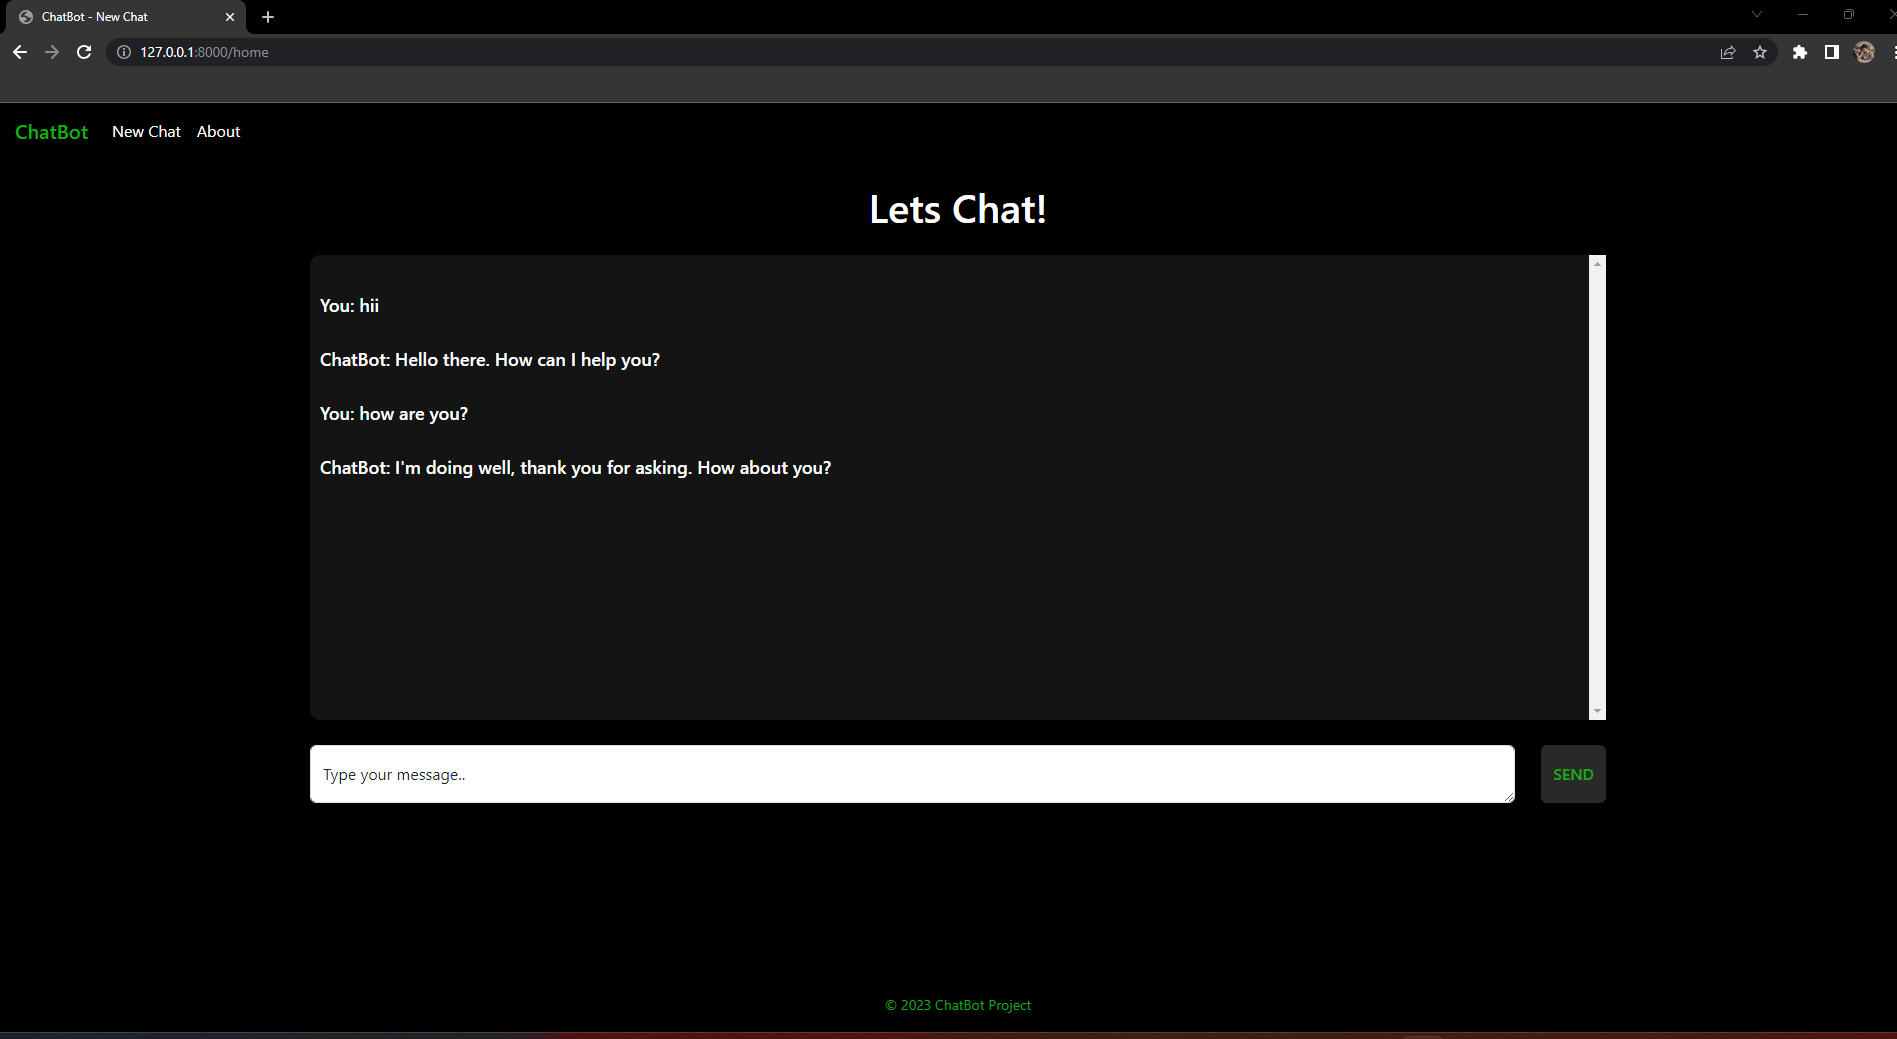 ChatBot - New Chat
127.0.0.1:8000/home
ChatBot New Chat About
Lets Chat!
You: hii
ChatBot: Hello there. How can I help you?
You: how are you?
ChatBot: I'm doing well, thank you for asking. How about you?
Type your message..
SEND
© 2023 ChatBot Project